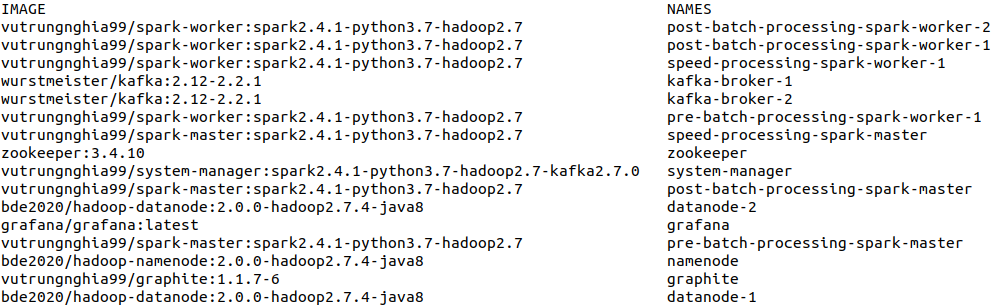 IMAGE NAMES
vutrungnghia99/spark-worker:spark2.4.1-python3.7-hadoop2.7 post-batch-processing-spark-worker-2
vutrungnghia99/spark-worker:spark2.4.1-python3.7-hadoop2.7 post-batch-processing-spark-worker-1
vutrungnghia99/spark-worker:spark2.4.1-python3.7-hadoop2.7 speed-processing-spark-worker-1
wurstmeister/kafka:2.12-2.2.1 kafka-broker-1
wurstmeister/kafka:2.12-2.2.1 kafka-broker-2
vutrungnghia99/spark-worker:spark2.4.1-python3.7-hadoop2.7 pre-batch-processing-spark-worker-1
vutrungnghia99/spark-master:spark2.4.1-python3.7-hadoop2.7 speed-processing-spark-master
zookeeper:3.4.10 zookeeper
vutrungnghia99/system-manager:spark2.4.1-python3.7-hadoop2.7-kafka2.7.0 system-manager
vutrungnghia99/spark-master:spark2.4.1-python3.7-hadoop2.7 post-batch-processing-spark-master
bde2020/hadoop-datanode:2.0.0-hadoop2.7.4-java8 datanode-2
grafana/grafana:latest grafana
vutrungnghia99/spark-master:spark2.4.1-python3.7-hadoop2.7 pre-batch-processing-spark-master
bde2020/hadoop-namenode:2.0.0-hadoop2.7.4-java8 namenode
vutrungnghia99/graphite:1.1.7-6 graphite
bde2020/hadoop-datanode:2.0.0-hadoop2.7.4-java8 datanode-1